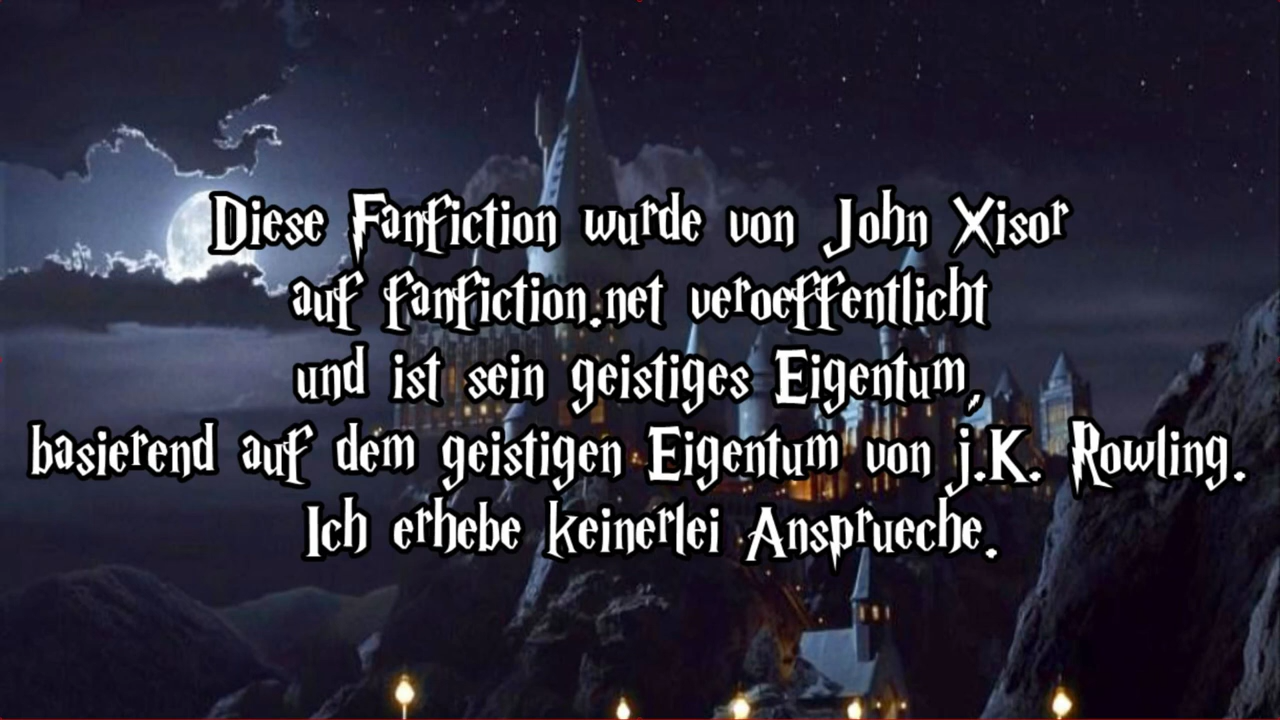 Diese Fanfiction wurde von John Xisor
auf fanfiction.net veroeffentlicht
und ist sein geistiges Eigentum,
basierend auf dem geistigen Eigentum von j.K. Rowling.
Ich erhebe keinerlei Ansprueche.